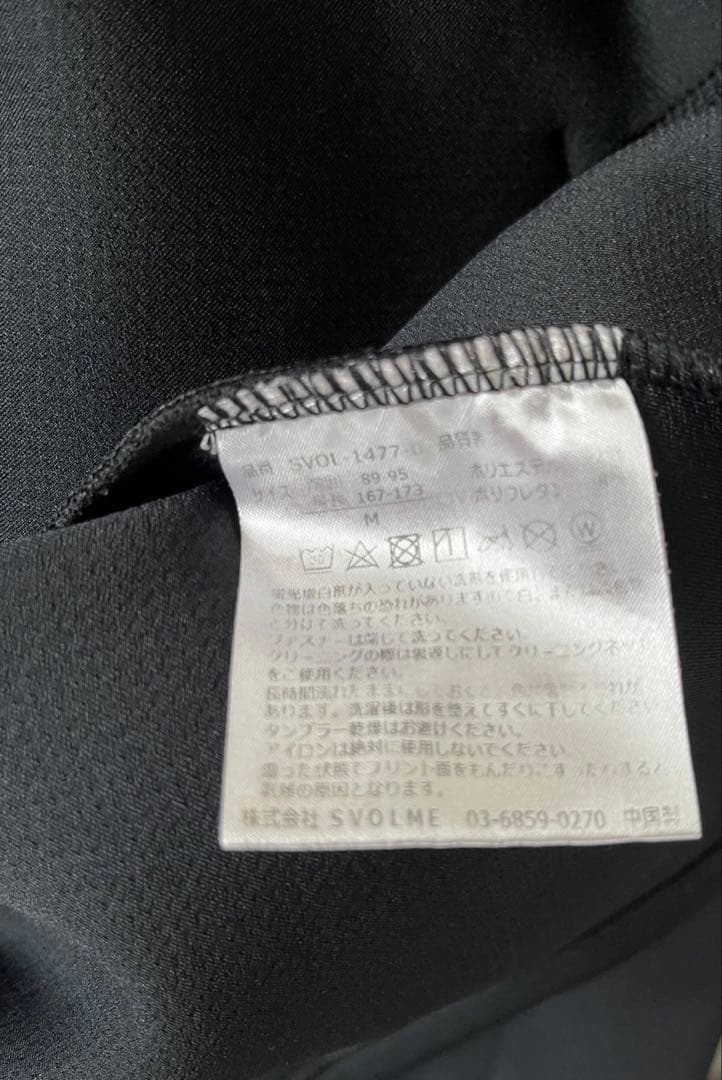 品番 SVOL-1477-
サイズ 胸囲 89-95 ポリエステル
身長 167-173 ポリウレタン
M
蛍光増白剤が入っていない洗剤を使用
色物は色落ちの恐れがありますので白、または
と分けて洗ってください。
ファスナーは閉じて洗ってください。
クリーニングの際は裏返しにしてクリーニングネット
をご使用ください。
長時間濡れたままにしておくと、色
あります。洗濯後は形を整えてすぐに干してください
タンブラー乾燥はお避けください。
アイロンは絶対に使用しないでください。
湿った状態でプリント面をもんだりこすったりすると
剥離の原因となります。
株式会社 SVOLME 03-6859-0270 中国製